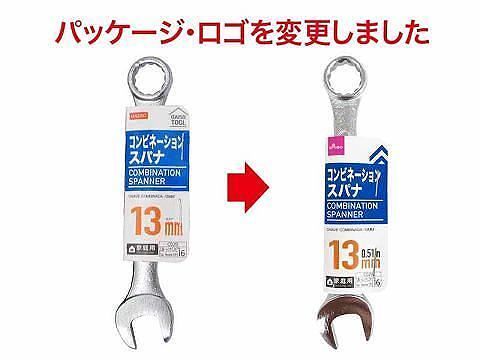 パッケージ・ロゴを変更しました
DAISO
TOOL
コンビネーション
スパナ
COMBINATION
SPANNER
13
mm
家庭用
16
コンビネーション
スパナ
COMBINATION
SPANNER
13
0.51in
mm
家庭用
16